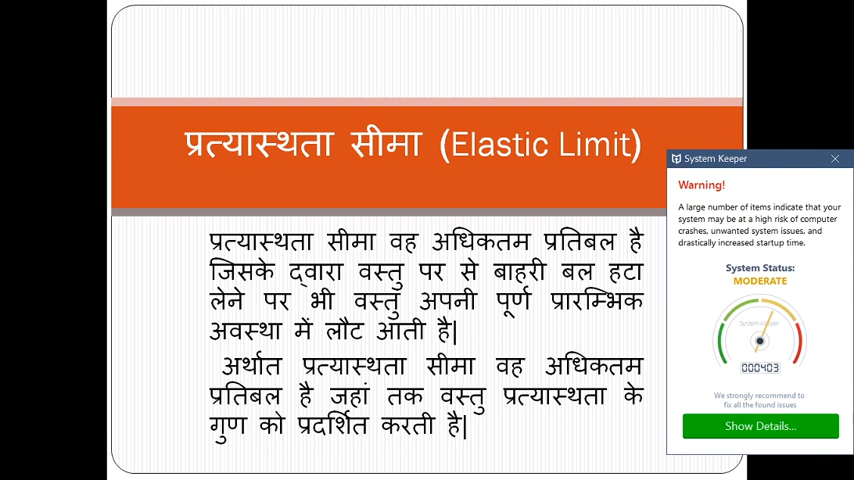 प्रत्यास्थता सीमा (Elastic Limit)
प्रत्यास्थता सीमा वह अधिकतम प्रतिबल है
जिसके द्वारा वस्तु पर से बाहरी बल हटा
लेने पर भी वस्तु अपनी पूर्ण प्रारम्भिक
अवस्था में लौट आती है|
अर्थात प्रत्यास्थता सीमा वह अधिकतम
प्रतिबल है जहां तक वस्तु प्रत्यास्थता के
गुण को प्रदर्शित करती है|
System Keeper
Warning!
A large number of items indicate that your
system may be at a high risk of computer
crashes, unwanted system issues, and
drastically increased startup time.
System Status:
MODERATE
System Keeper
000403
We strongly recommend to
fix all the found issues
Show Details...